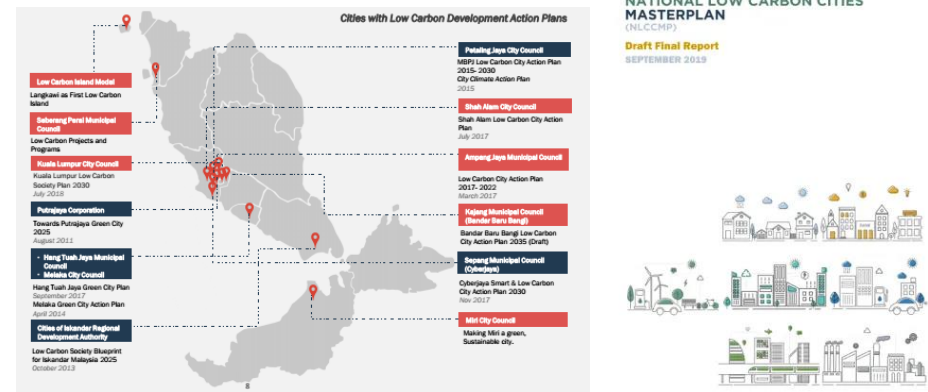 Cities with Low Carbon Development Action Plans
Low Carbon Island Model
Langkawi as First Low Carbon
Island
Seberang Perai Municipal
Council
Low Carbon Projects and
Programs
Kuala Lumpur City Council
Kuala Lumpur Low Carbon
Society Plan 2030
July 2018
Putrajaya Corporation
Towards Putrajaya Green City
2025
August 2011
• Hang Tuah Jaya Municipal
Council
• Melaka City Council
Hang Tuah Jaya Green City Plan
September 2017
Melaka Green City Action Plan
April 2014
Cities of Iskandar Regional
Development Authority
Low Carbon Society Blueprint
for Iskandar Malaysia 2025
October 2013
Petaling Jaya City Council
MBPJ Low Carbon City Action Plan
2015- 2030
City Climate Action Plan
2015
Shah Alam City Council
Shah Alam Low Carbon City Action
Plan
July 2017
Ampang Jaya Municipal Council
Low Carbon City Action Plan
2017- 2022
March 2017
Kajang Municipal Council
(Bandar Baru Bangi)
Bandar Baru Bangi Low Carbon
City Action Plan 2035 (Draft)
Sepang Municipal Council
(Cyberjaya)
Cyberjaya Smart & Low Carbon
City Action Plan 2030
Nov 2017
Miri City Council
Making Miri a green,
Sustainable city.
8
NATIONAL LOW CARBON CITIES
MASTERPLAN
(NLCCMP)
Draft Final Report
SEPTEMBER 2019